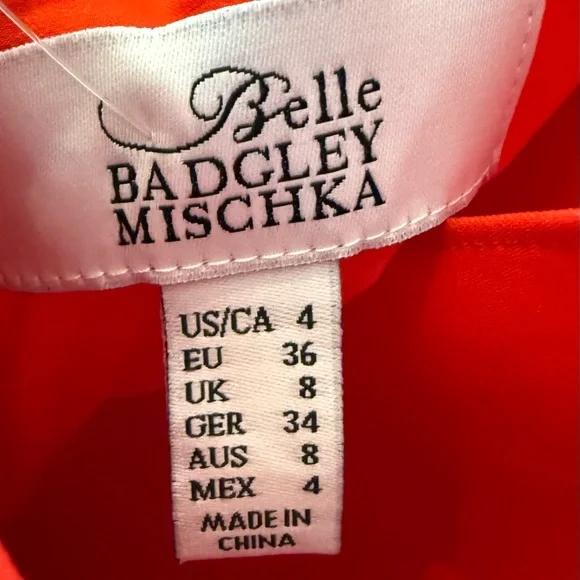 Belle
BADGLEY
MISCHKA
US/CA 4
EU 36
UK 8
GER 34
AUS 8
MEX 4
MADE IN
CHINA